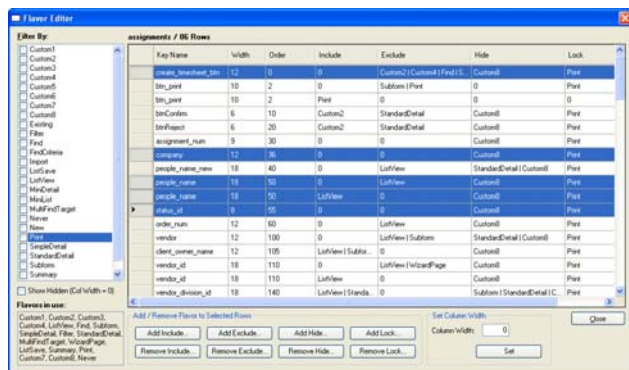 Flavor Editor
Filter By:
Custom1
Custom2
Custom3
Custom4
Custom5
Custom6
Custom7
Custom8
Existing
Filter
Find
FindCriteria
Import
ListSave
ListView
MiniDetail
MiniList
MultiFindTarget
Never
New
Print
SimpleDetail
StandardDetail
Subform
Summary
Show Hidden (Col Width = 0)
Flavors in use:
Custom1, Custom2, Custom3,
Custom4, ListView, Find, Subform,
SimpleDetail, Filter, StandardDetail,
MultiFindTarget, WizardPage,
ListSave, Summary, Print,
Custom7, Custom8, Never
assignments / 86 Rows
Key Name Width Order Include Exclude Hide Lock
create_timesheet_btn 12 0 0 Custom2 | Custom4 | Find | S... Custom8 Print
btn_print 10 2 0 Subform | Print 0 Print
btn_print 10 2 Print 0 0 0
btnConfirm 6 10 Custom2 StandardDetail Custom8 Print
btnReject 6 20 Custom2 StandardDetail Custom8 Print
assignment_num 9 30 0 0 Custom8 Print
company 12 36 0 0 Custom8 Print
people_name_new 18 40 0 ListView StandardDetail | Custom8 Print
people_name 18 50 0 ListView Custom8 Print
people_name 18 50 ListView 0 Custom8 Print
status_id 8 55 0 0 Custom8 Print
order_num 12 60 0 ListView Custom8 Print
vendor 12 100 0 ListView | Subform StandardDetail | Custom8 Print
client_owner_name 12 105 ListView | Subfor... 0 Custom8 Print
vendor_id 18 110 0 ListView | WizardPage Custom8 Print
vendor_id 18 110 ListView 0 Custom8 Print
vendor_division_id 18 140 ListView | Standa... 0 Subform | StandardDetail | C... Print
Add / Remove Flavor to Selected Rows
Add Include... Add Exclude... Add Hide... Add Lock...
Remove Include... Remove Exclude... Remove Hide... Remove Lock...
Set Column Width
Column Width: 0
Set
Close